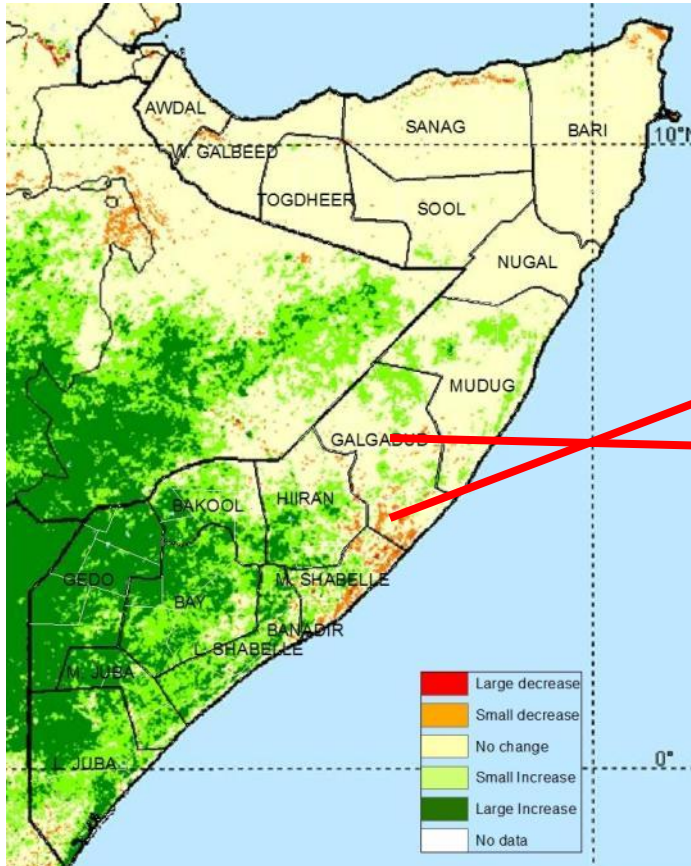 AWDAL
SANAG
BARI
10°N
W. GALBEED
TOGDHEER
SOOL
NUGAL
MUDUG
GALGADUD
HIIRAN
BAKOOL
GEDO
M. SHABELLE
BAY
BANADIR
L. SHABELLE
M. JUBA
L. JUBA
0°
Large decrease
Small decrease
No change
Small Increase
Large Increase
No data